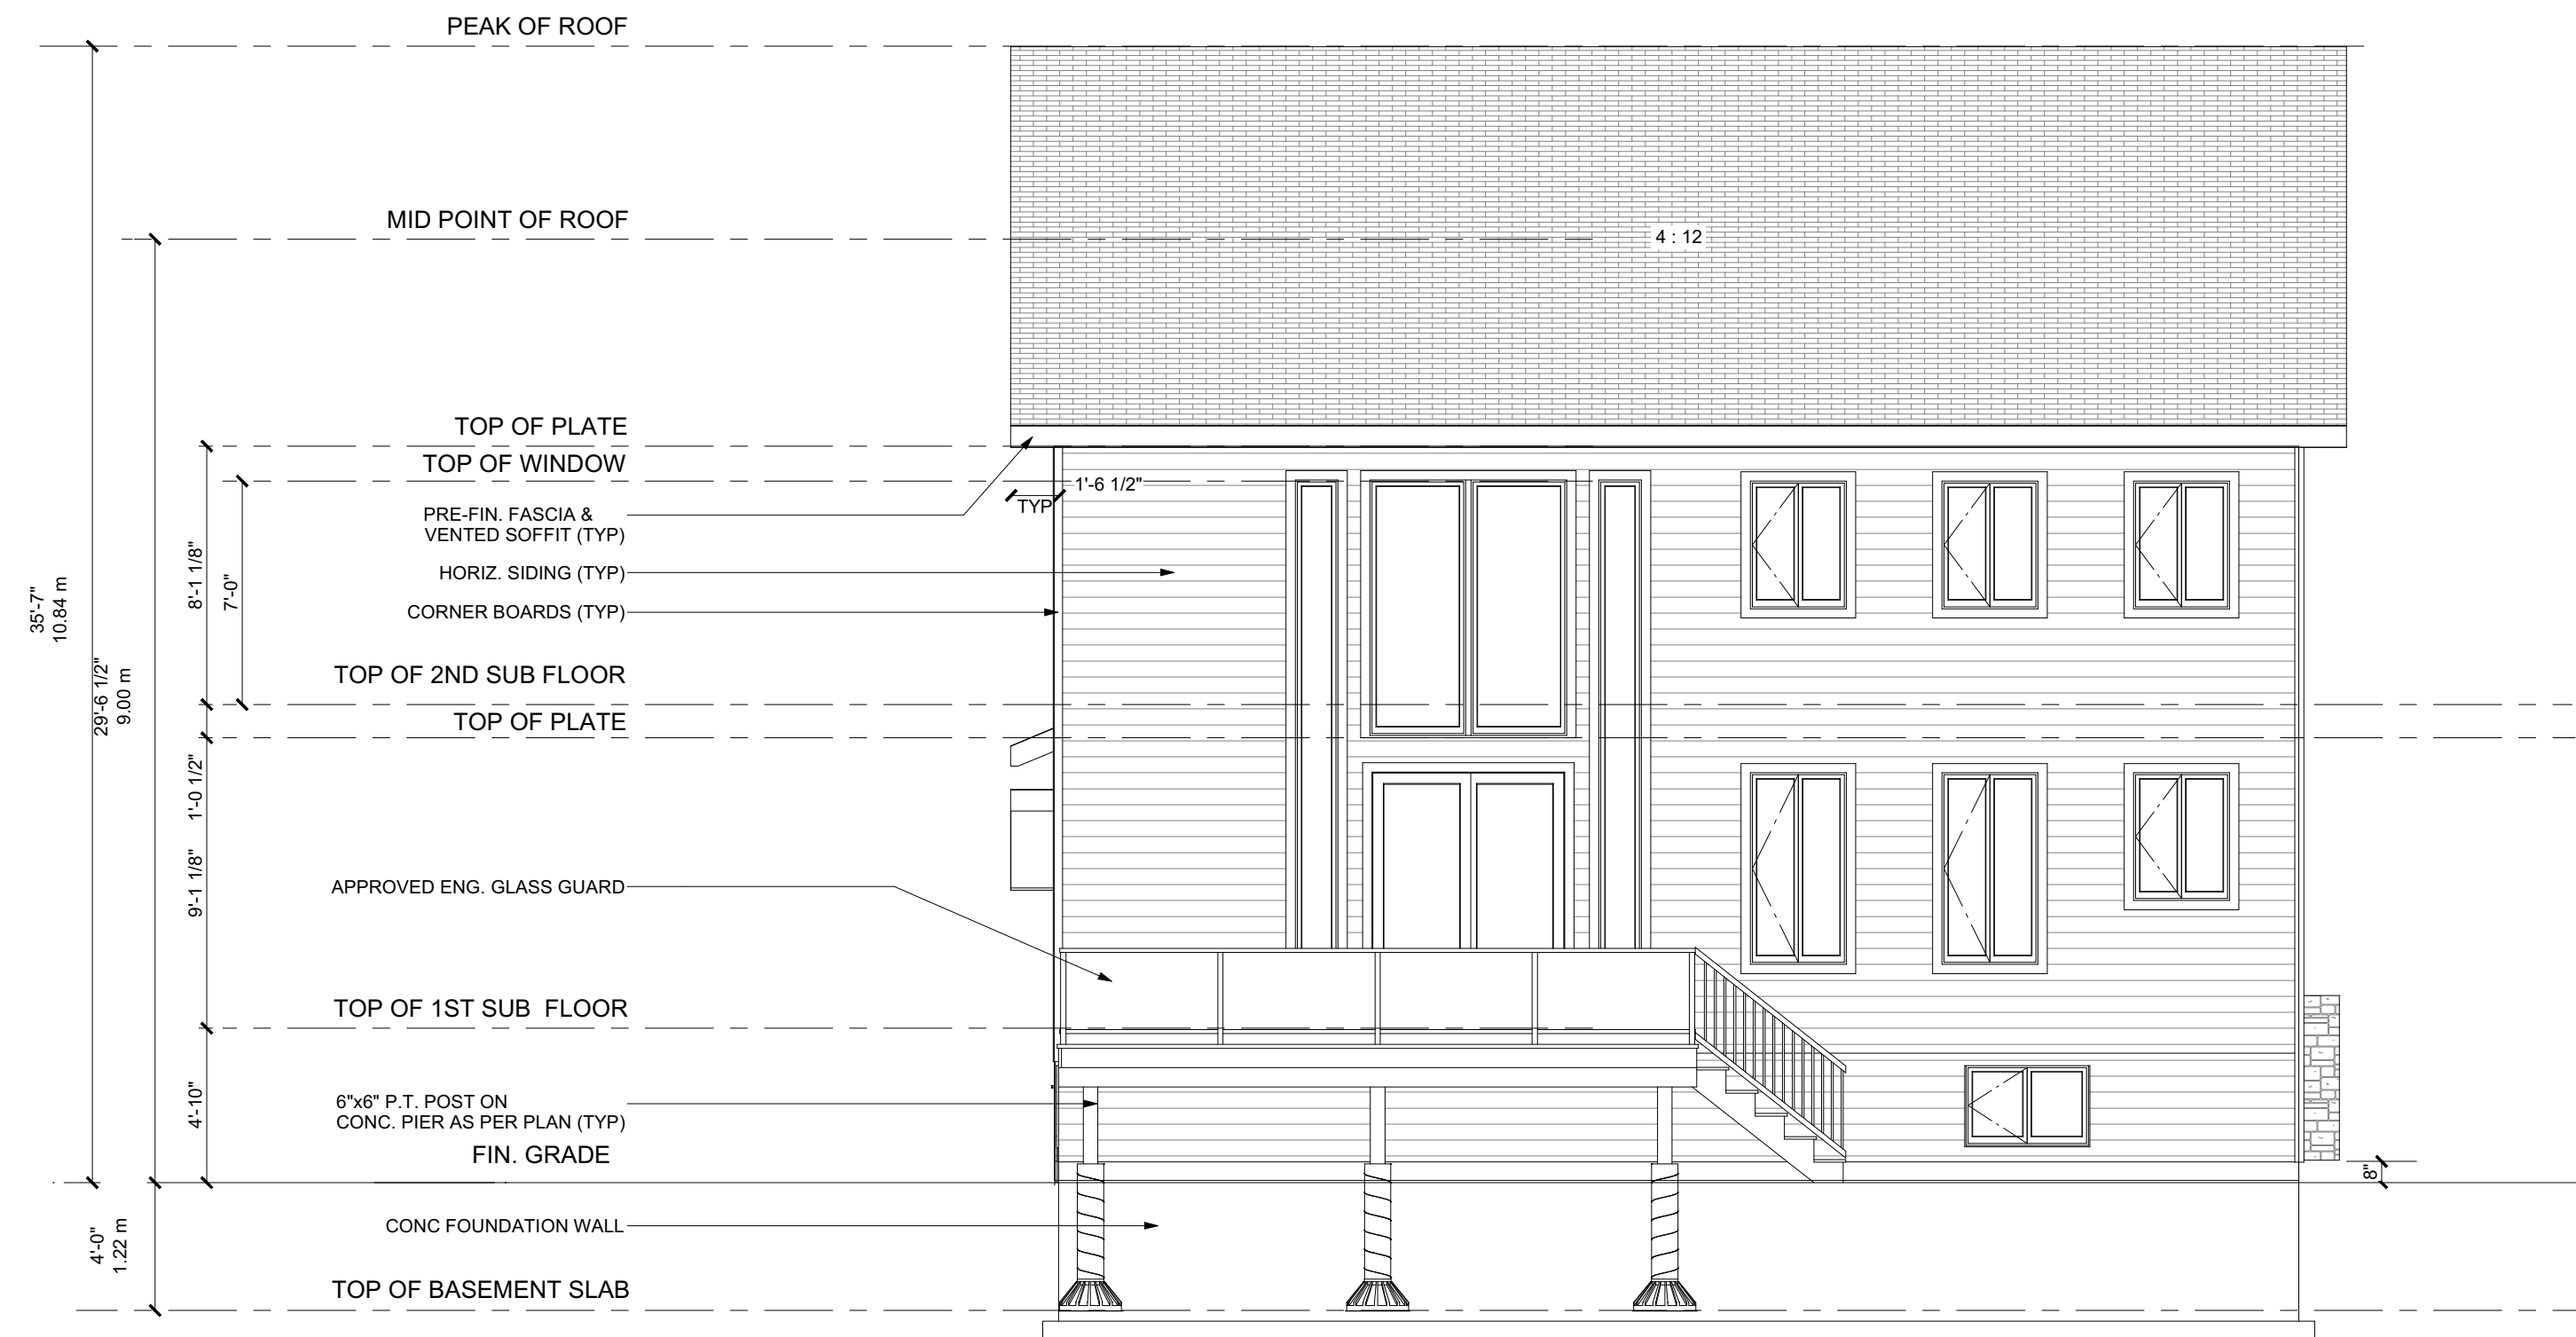 PEAK OF ROOF
MID POINT OF ROOF
4 : 12
TOP OF PLATE
TOP OF WINDOW
1'-6 1/2"
TYP
PRE-FIN. FASCIA &
VENTED SOFFIT (TYP)
HORIZ. SIDING (TYP)
CORNER BOARDS (TYP)
8'-1 1/8"
7'-0"
35'-7"
10.84 m
29'-6 1/2"
9.00 m
TOP OF 2ND SUB FLOOR
TOP OF PLATE
1'-0 1/2"
9'-1 1/8"
APPROVED ENG. GLASS GUARD
TOP OF 1ST SUB FLOOR
4'-10"
6"x6" P.T. POST ON
CONC. PIER AS PER PLAN (TYP)
FIN. GRADE
8"
4'-0"
1.22 m
CONC FOUNDATION WALL
TOP OF BASEMENT SLAB